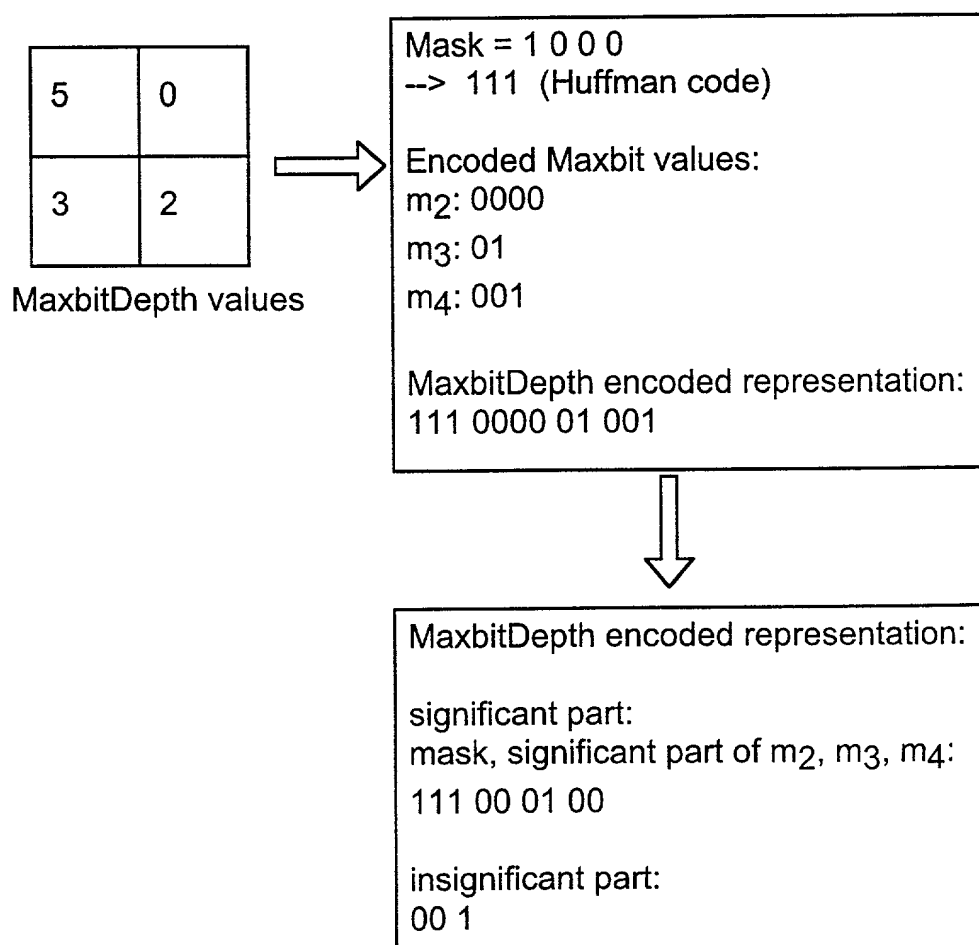 5 0
3 2
MaxbitDepth values
Mask = 1 0 0 0
--> 111 (Huffman code)
Encoded Maxbit values:
m2: 0000
m3: 01
m4: 001
MaxbitDepth encoded representation:
111 0000 01 001
MaxbitDepth encoded representation:
significant part:
mask, significant part of m2, m3, m4:
111 00 01 00
insignificant part:
00 1